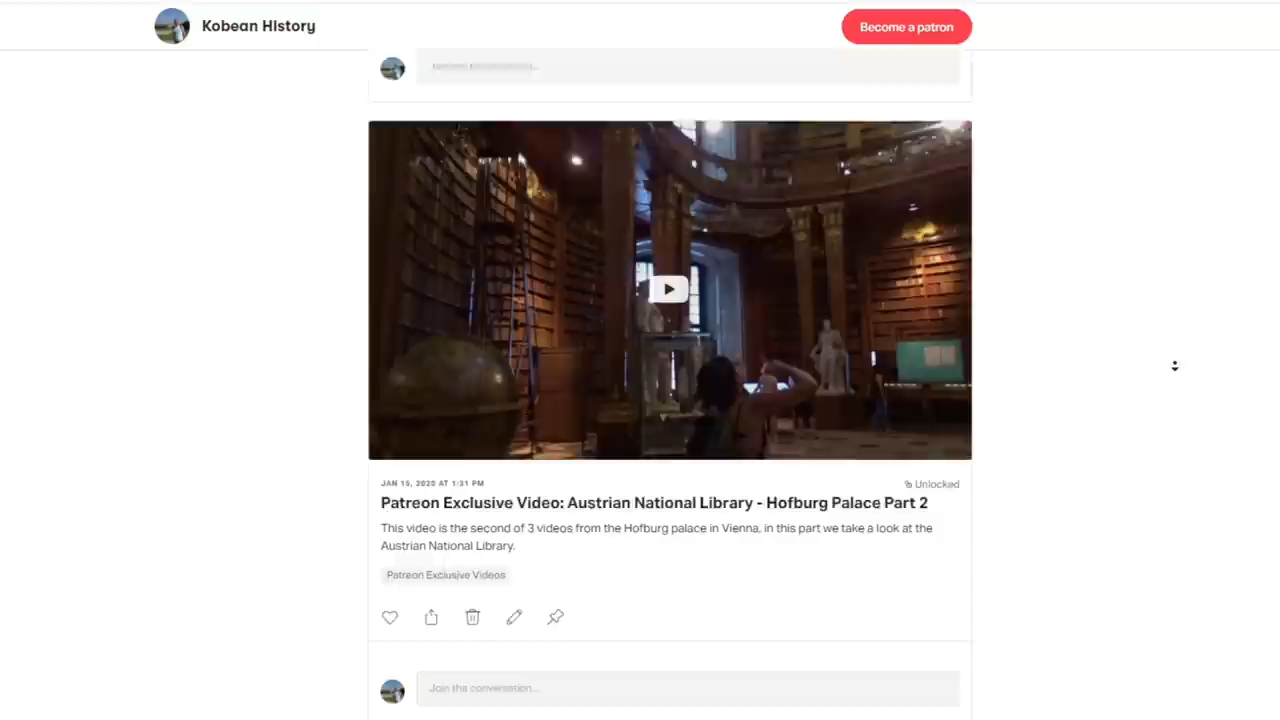 Kobean History
Become a patron
JAN 15, 2020 AT 1:31 PM
Unlocked
Patreon Exclusive Video: Austrian National Library - Hofburg Palace Part 2
This video is the second of 3 videos from the Hofburg palace in Vienna, in this part we take a look at the
Austrian National Library.
Patreon Exclusive Videos
Join the conversation...